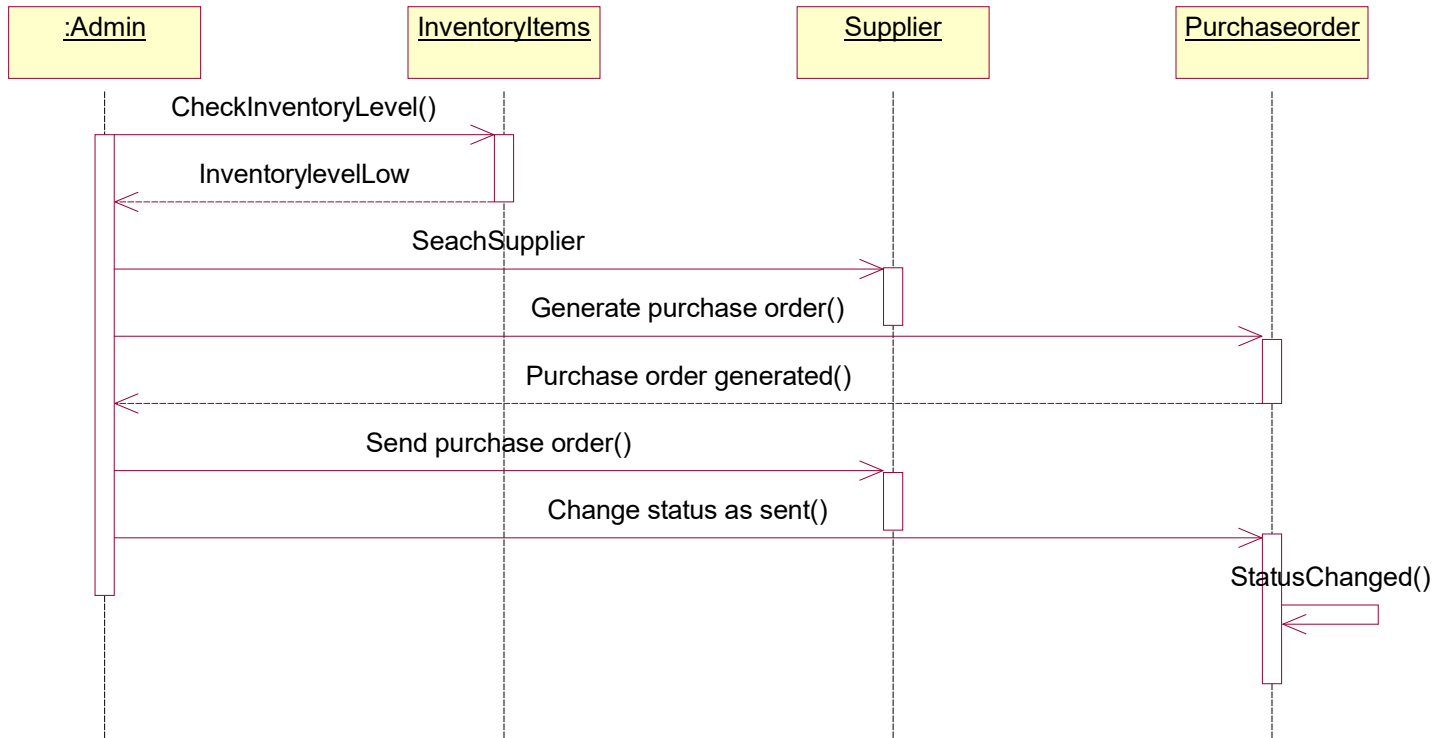 :Admin
InventoryItems
Supplier
Purchaseorder
CheckInventoryLevel()
InventorylevelLow
SeachSupplier
Generate purchase order()
Purchase order generated()
Send purchase order()
Change status as sent()
StatusChanged()